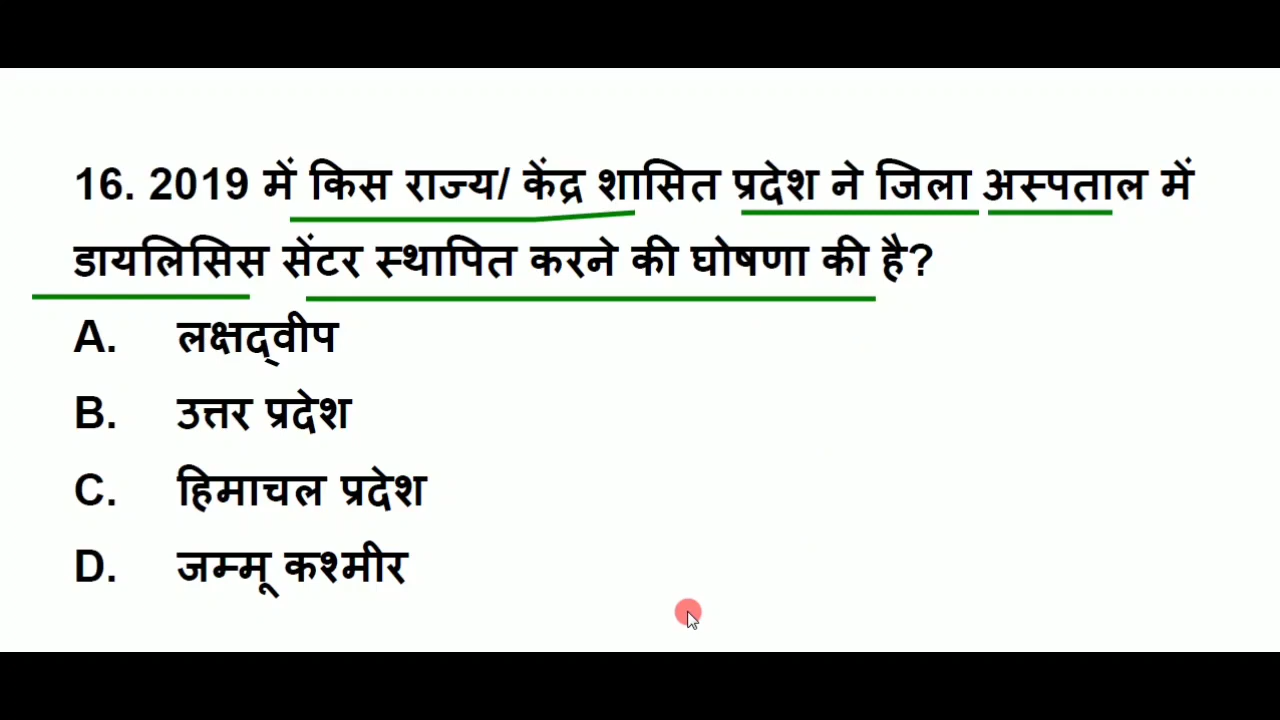 16. 2019 में किस राज्य/ केंद्र शासित प्रदेश ने जिला अस्पताल में
डायलिसिस सेंटर स्थापित करने की घोषणा की है?
A. लक्षद्वीप
B. उत्तर प्रदेश
C. हिमाचल प्रदेश
D. जम्मू कश्मीर